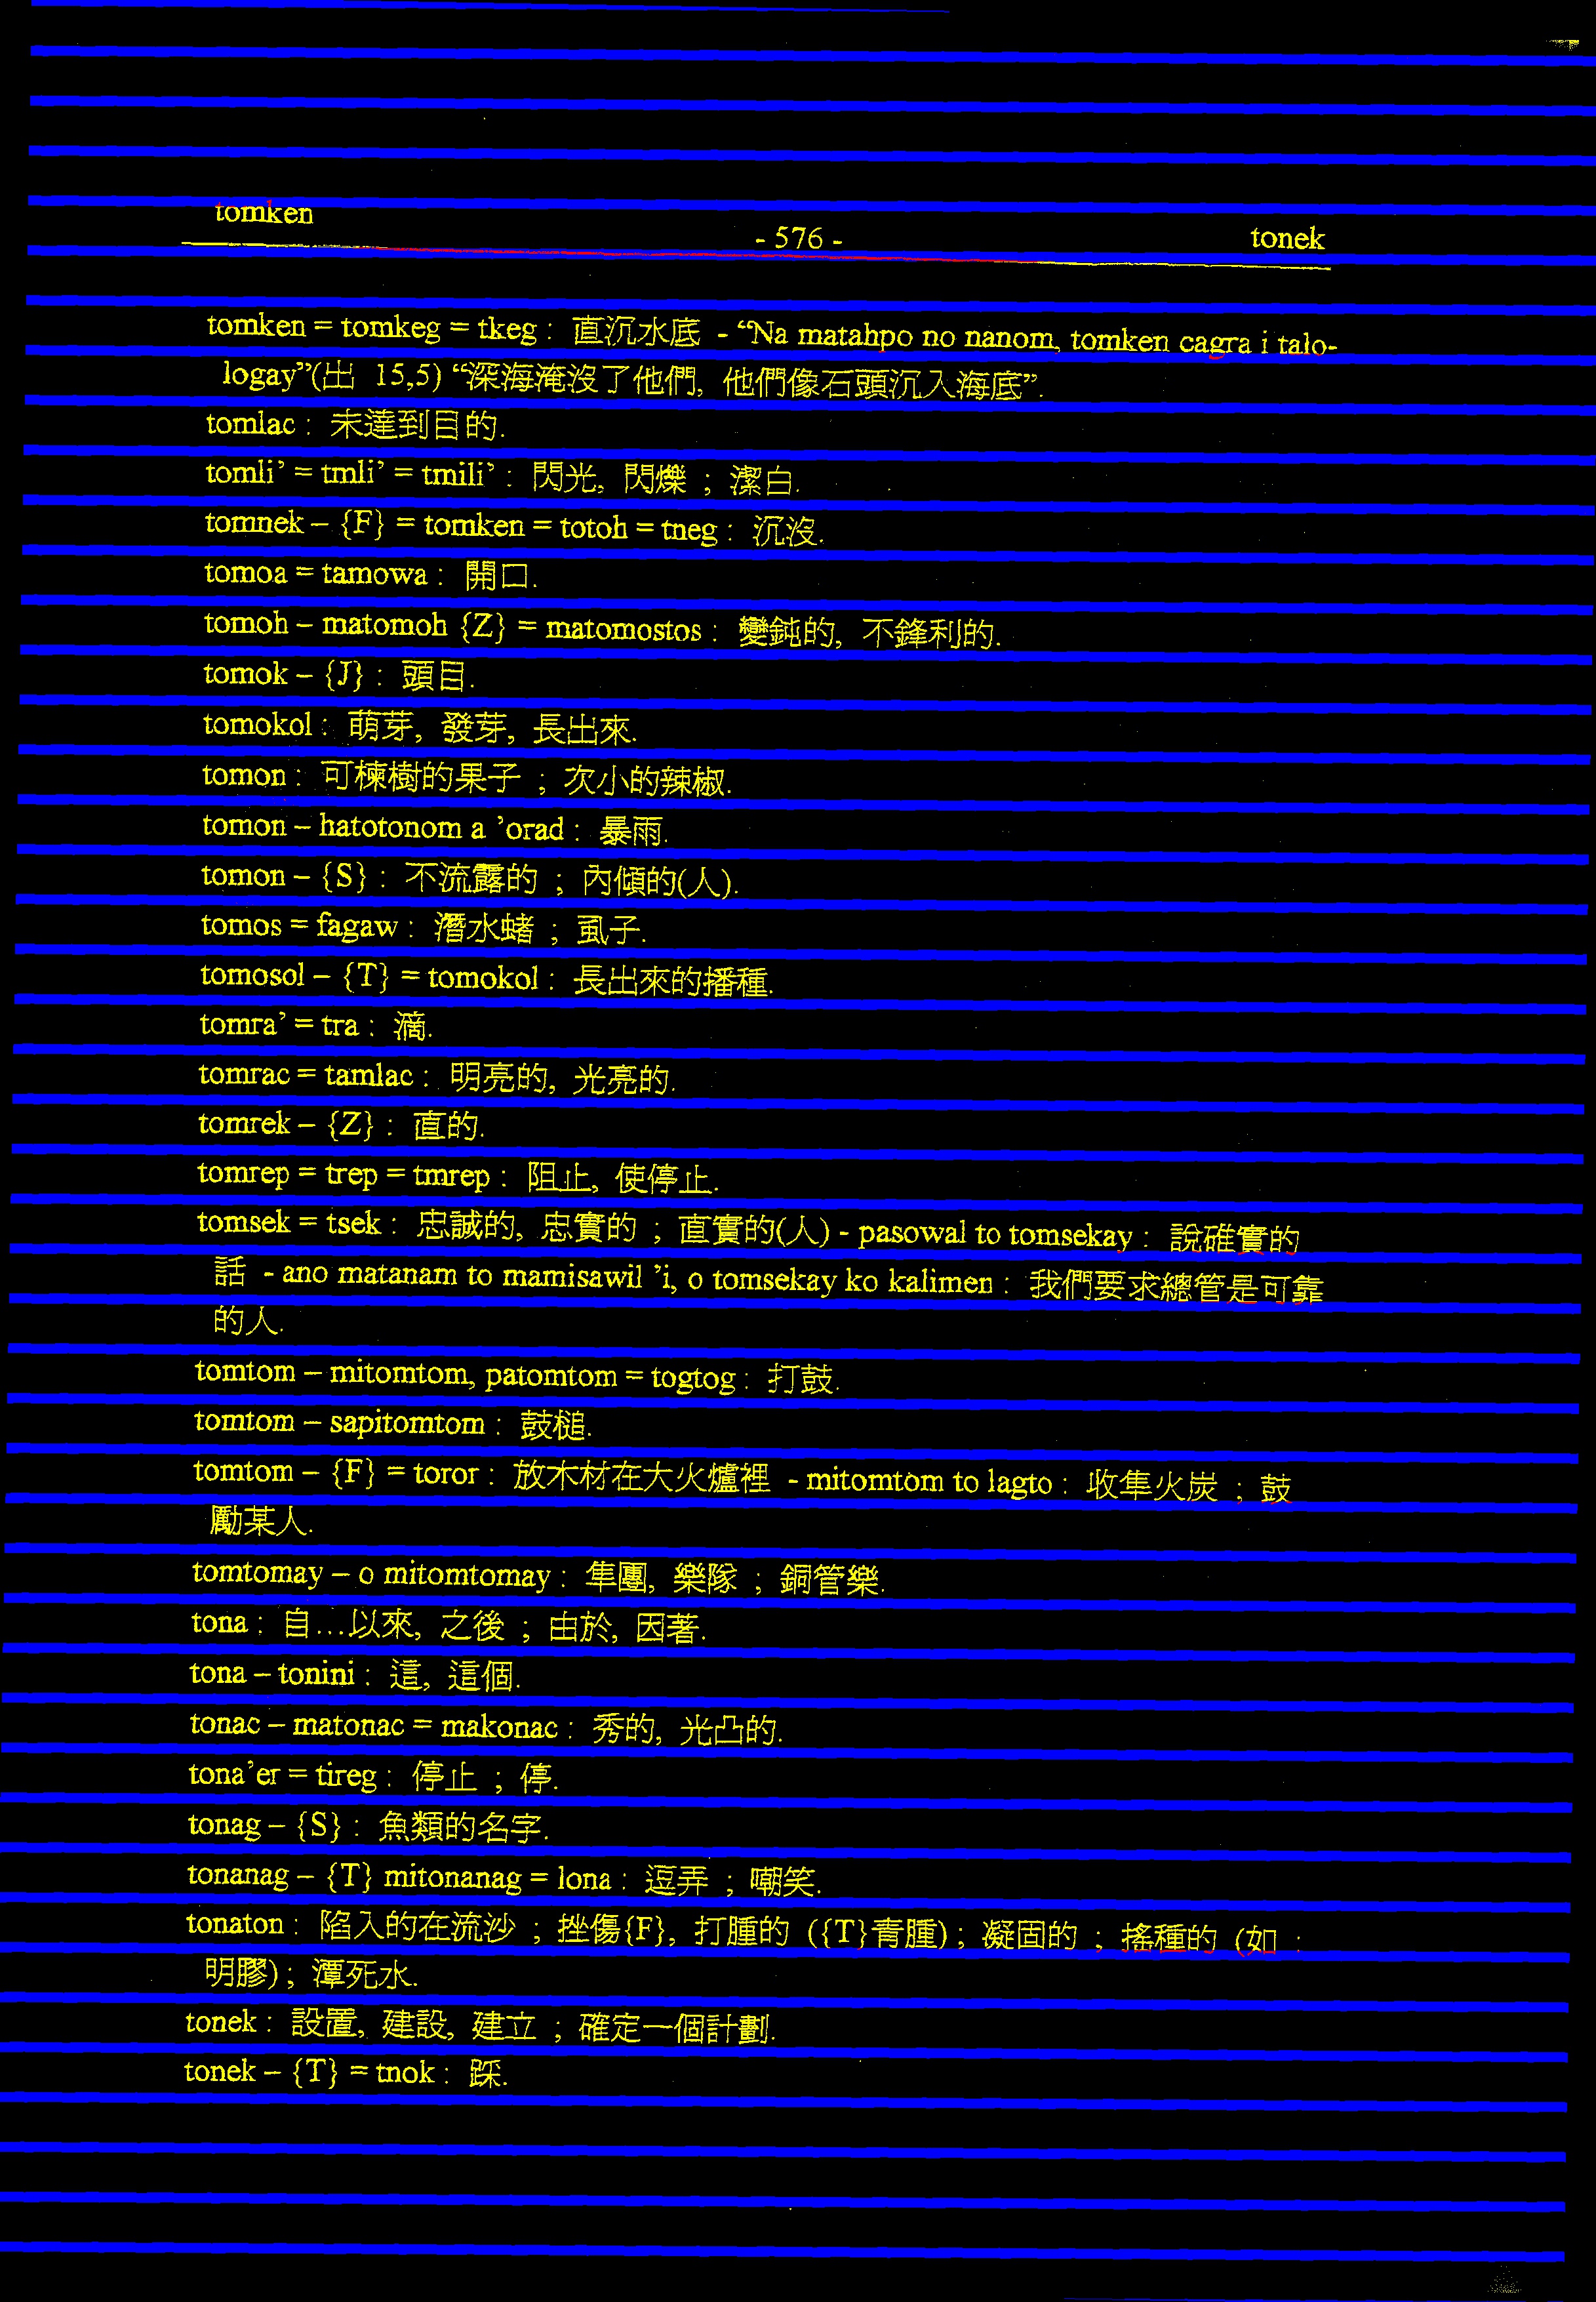 tomken
- 576 -
tonek
tomken = tomkeg = tkeg : 直沉水底 - “Na matahpo no nanom, tomken cagra i talo-
logay”(出 15,5) “深海淹沒了他們, 他們像石頭沉入海底”.
tomlac : 未達到目的.
tomli’ = tmli’ = tmili’ : 閃光, 閃爍 ; 潔白.
tomnek – {F} = tomken = totoh = tneg : 沉沒.
tomoa = tamowa : 開口.
tomoh – matomoh {Z} = matomostos : 變鈍的, 不鋒利的.
tomok – {J} : 頭目.
tomokol : 萌芽, 發芽, 長出來.
tomon : 可楝樹的果子 ; 次小的辣椒.
tomon – hatotonom a ’orad : 暴雨.
tomon – {S} : 不流露的 ; 內傾的(人).
tomos = fagaw : 潛水蝽 ; 虱子.
tomosol – {T} = tomokol : 長出來的播種.
tomra’ = tra : 滴.
tomrac = tamlac : 明亮的, 光亮的.
tomrek – {Z} : 直的.
tomrep = trep = tmrep : 阻止, 使停止.
tomsek = tsek : 忠誠的, 忠實的 ; 直實的(人) - pasowal to tomsekay : 說確實的
話 - ano matanam to mamisawil ’i, o tomsekay ko kalimen : 我們要求總管是可靠
的人.
tomtom – mitomtom, patomtom = togtog : 打鼓.
tomtom – sapitomtom : 鼓槌.
tomtom – {F} = toror : 放木材在大火爐裡 - mitomtom to lagto : 收隼火炭 ; 鼓
勵某人.
tomtomay – o mitomtomay : 隼團, 樂隊 ; 銅管樂.
tona : 自…以來, 之後 ; 由於, 因著.
tona – tonini : 這, 這個.
tonac – matonac = makonac : 秀的, 光凸的.
tona’er = tireg : 停止 ; 停.
tonag – {S} : 魚類的名字.
tonanag – {T} mitonanag = lona : 逗弄 ; 嘲笑.
tonaton : 陷入的在流沙 ; 挫傷{F}, 打腫的 ({T}青腫) ; 凝固的 ; 搖種的 (如 :
明膠) ; 潭死水.
tonek : 設置, 建設, 建立 ; 確定一個計劃.
tonek – {T} = tnok : 踩.